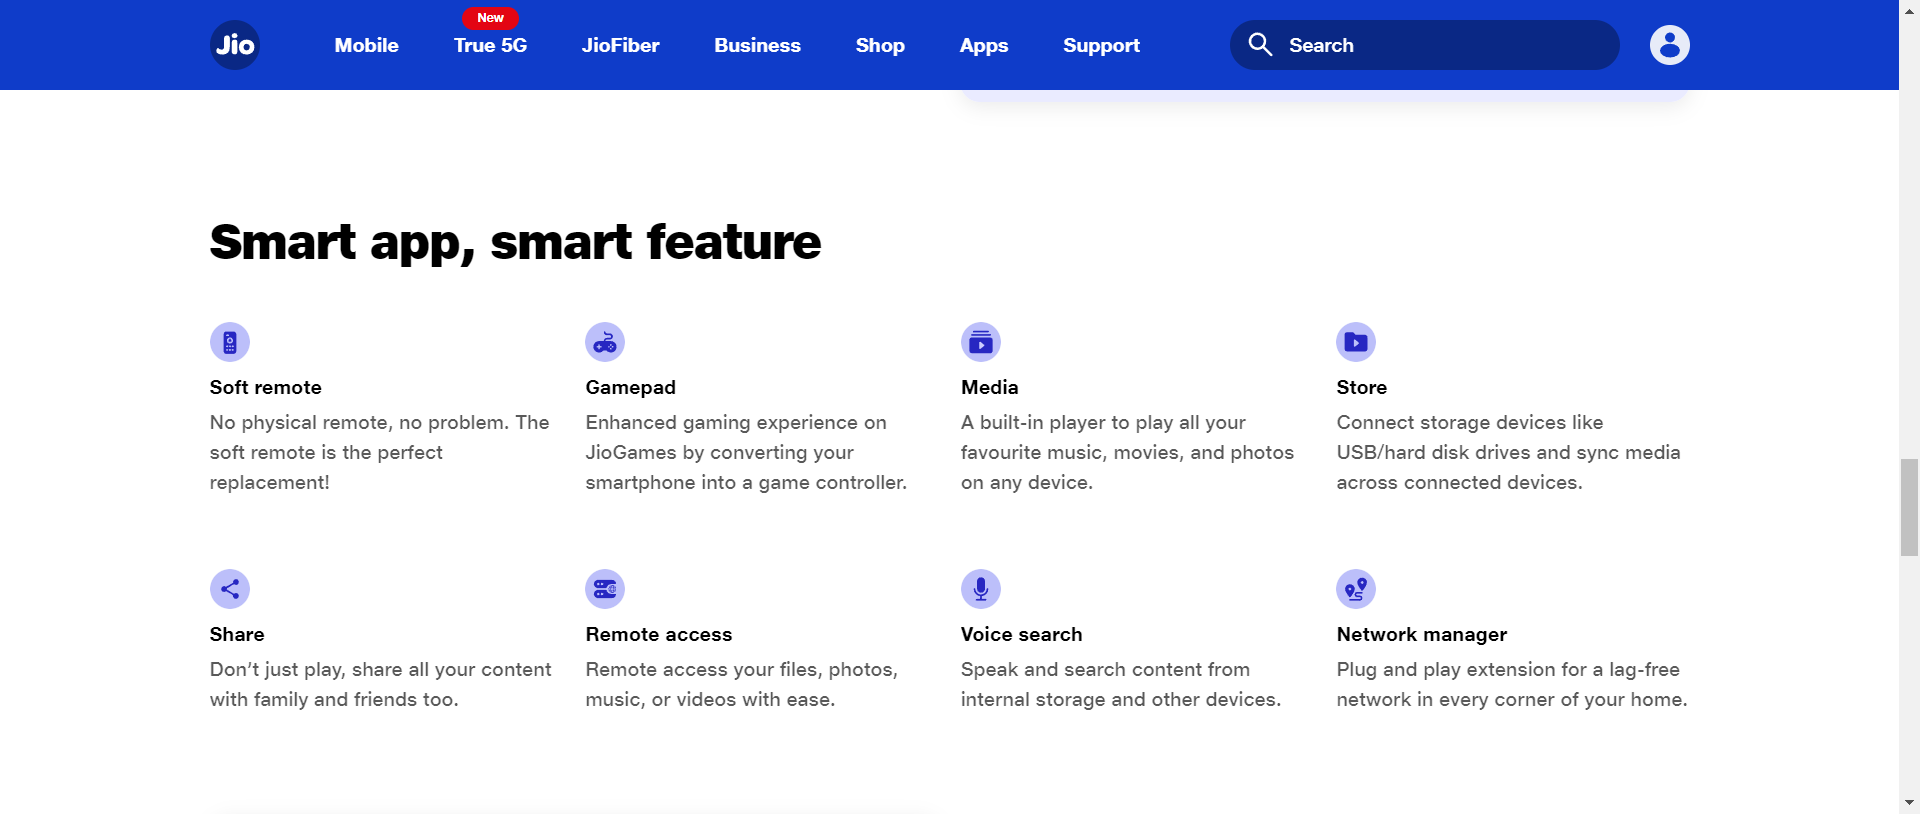 New
Jio Mobile True 5G JioFiber Business Shop Apps Support Search
Smart app, smart feature
Soft remote
No physical remote, no problem. The
soft remote is the perfect
replacement!
Gamepad
Enhanced gaming experience on
JioGames by converting your
smartphone into a game controller.
Media
A built-in player to play all your
favourite music, movies, and photos
on any device.
Store
Connect storage devices like
USB/hard disk drives and sync media
across connected devices.
Share
Don’t just play, share all your content
with family and friends too.
Remote access
Remote access your files, photos,
music, or videos with ease.
Voice search
Speak and search content from
internal storage and other devices.
Network manager
Plug and play extension for a lag-free
network in every corner of your home.